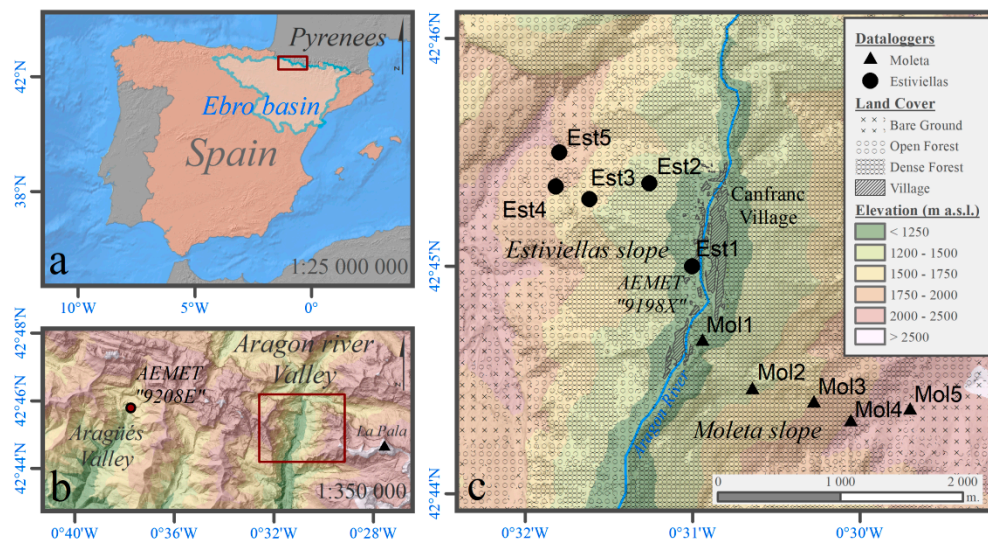 Pyrenees
Ebro basin
Spain
z
a
1:25 000 000
42°N
38°N
10°W
5°W
0°
Aragon river
Valley
AEMET
"9208E"
Aragüés
Valley
La Pala
z
b
1:350 000
42°48'N
42°46'N
42°44'N
0°40'W
0°36'W
0°32'W
0°28'W
Est5
Est2
Est3
Est4
Canfranc
Village
Estiviellas slope
Est1
AEMET
"9198X"
Mol1
Mol2
Mol3
Mol4
Mol5
Moleta slope
Aragon River
c
0
1 000
2 000
m.
42°46'N
42°45'N
42°44'N
0°32'W
0°31'W
0°30'W
Dataloggers
Moleta
Estiviellas
Land Cover
Bare Ground
Open Forest
Dense Forest
Village
Elevation (m a.s.l.)
< 1250
1200 - 1500
1500 - 1750
1750 - 2000
2000 - 2500
> 2500